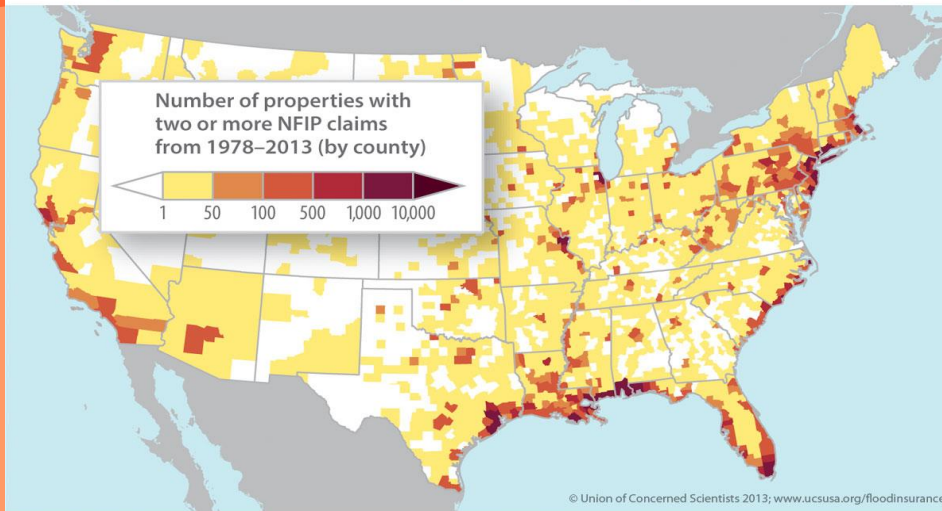 Number of properties with
two or more NFIP claims
from 1978–2013 (by county)
1 50 100 500 1,000 10,000
© Union of Concerned Scientists 2013; www.ucsusa.org/floodinsurance